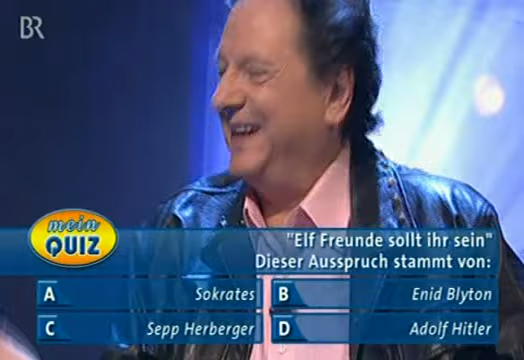 BR
mein
QUIZ
"Elf Freunde sollt ihr sein"
Dieser Ausspruch stammt von:
A Sokrates B Enid Blyton
C Sepp Herberger D Adolf Hitler